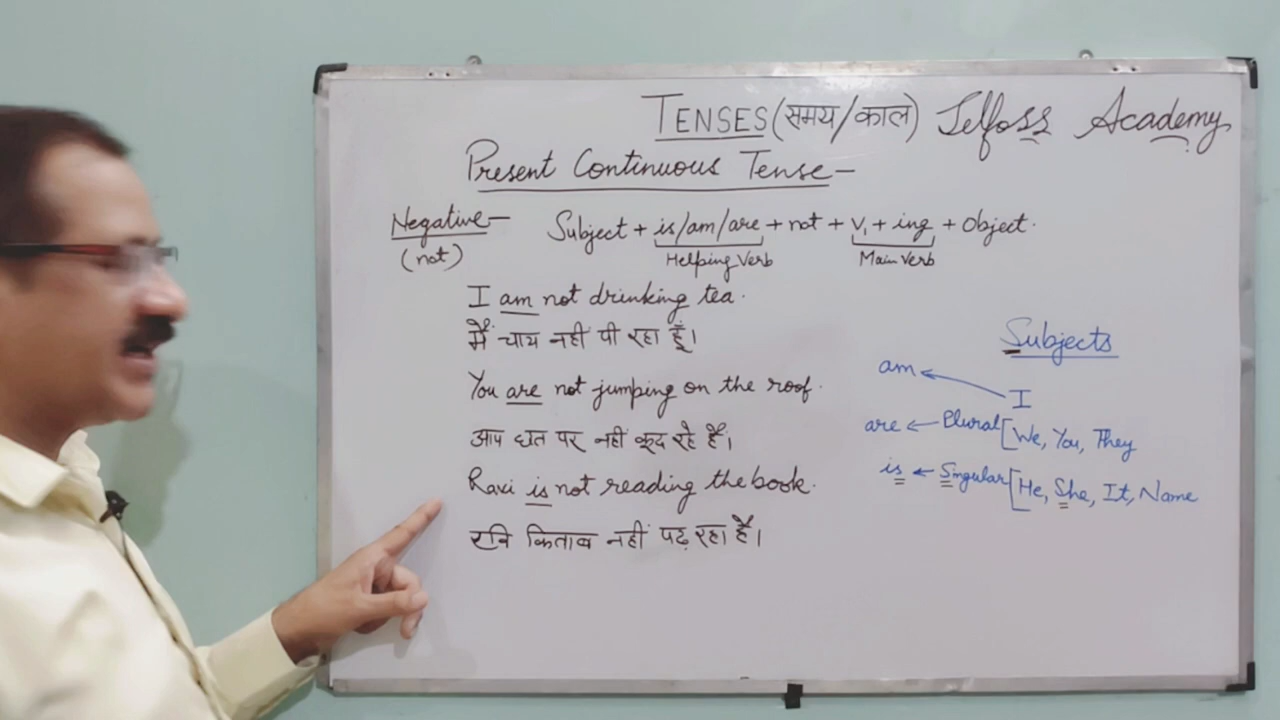 TENSES (समय/काल) Selfoss Academy
Present Continuous Tense—
Negative— Subject + is/am/are + not + V₁ + ing + Object.
(not) Helping Verb Main Verb
I am not drinking tea.
मैं चाय नहीं पी रहा हूँ।
You are not jumping on the roof.
आप छत पर नहीं कूद रहे हैं।
Ravi is not reading the book.
रवि किताब नहीं पढ़ रहा है।
Subjects
am ← I
are ← Plural [We, You, They
is ← Singular [He, She, It, Name